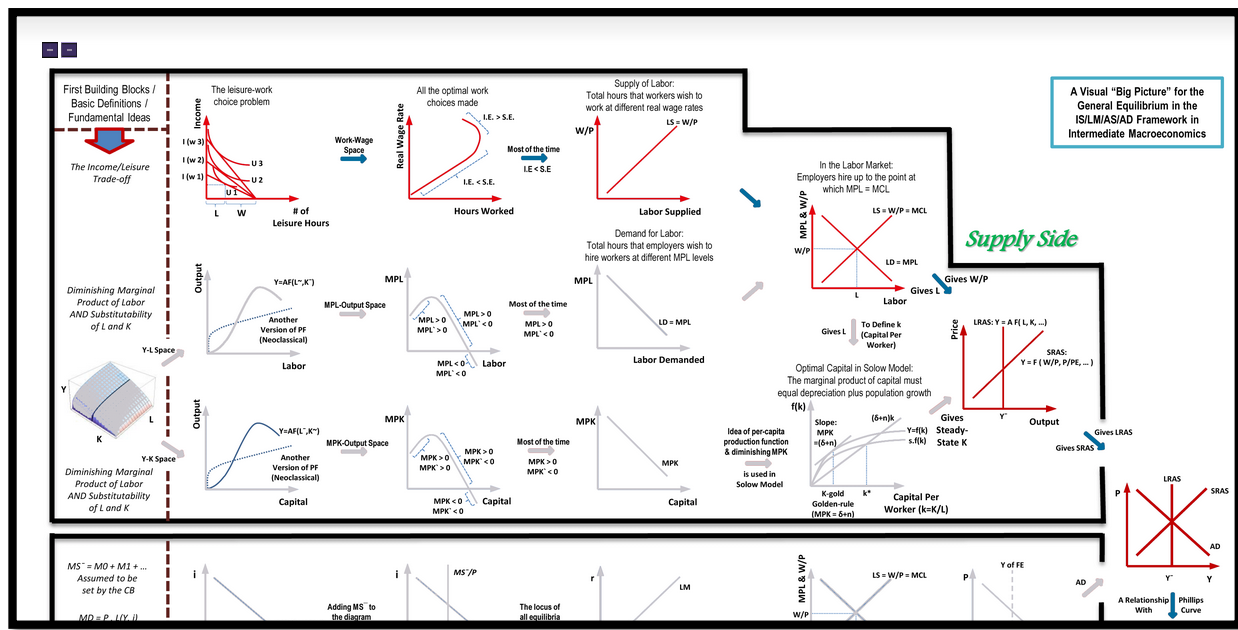 First Building Blocks /
Basic Definitions /
Fundamental Ideas
The Income/Leisure
Trade-off
Diminishing Marginal
Product of Labor
AND Substitutability
of L and K
Y-L Space
Y
L
K
Y-K Space
Diminishing Marginal
Product of Labor
AND Substitutability
of L and K
The leisure-work
choice problem
Income
I (w 3)
I (w 2)
I (w 1)
U 3
U 2
U 1
L
W
# of
Leisure Hours
Work-Wage
Space
All the optimal work
choices made
Real Wage Rate
I.E. > S.E.
I.E. < S.E.
Hours Worked
Most of the time
I.E < S.E
Supply of Labor:
Total hours that workers wish to
work at different real wage rates
W/P
LS = W/P
Labor Supplied
A Visual “Big Picture” for the
General Equilibrium in the
IS/LM/AS/AD Framework in
Intermediate Macroeconomics
In the Labor Market:
Employers hire up to the point at
which MPL = MCL
MPL & W/P
LS = W/P = MCL
W/P
LD = MPL
L
Labor
Supply Side
Gives W/P
Gives L
Output
Y=AF(L~,K¯)
Another
Version of PF
(Neoclassical)
Labor
MPL-Output Space
MPL
MPL > 0
MPL` > 0
MPL > 0
MPL` < 0
MPL < 0
MPL` < 0
Labor
Most of the time
MPL > 0
MPL` < 0
Demand for Labor:
Total hours that employers wish to
hire workers at different MPL levels
MPL
LD = MPL
Labor Demanded
Gives L
To Define k
(Capital Per
Worker)
Price
LRAS: Y = A F( L, K, ...)
SRAS:
Y = F ( W/P, P/PE, ... )
Y¯
Output
Output
Y=AF(L¯,K~)
Another
Version of PF
(Neoclassical)
Capital
MPK-Output Space
MPK
MPK > 0
MPK` > 0
MPK > 0
MPK` < 0
MPK < 0
MPK` < 0
Capital
Most of the time
MPK > 0
MPK` < 0
MPK
MPK
Capital
Idea of per-capita
production function
& diminishing MPK
is used in
Solow Model
Optimal Capital in Solow Model:
The marginal product of capital must
equal depreciation plus population growth
f(k)
Slope:
MPK
=(δ+n)
(δ+n)k
Y=f(k)
s.f(k)
K-gold
Golden-rule
(MPK = δ+n)
k*
Capital Per
Worker (k=K/L)
Gives
Steady-
State K
Gives LRAS
Gives SRAS
P
LRAS
SRAS
AD
Y¯
Y
A Relationship
With
Phillips
Curve
MS¯ = M0 + M1 + ...
Assumed to be
set by the CB
MD = P . L(Y, i)
i
Adding MS¯ to
the diagram
i
MS¯/P
The locus of
all equilibria
r
LM
MPL & W/P
LS = W/P = MCL
W/P
P
Y of FE
AD